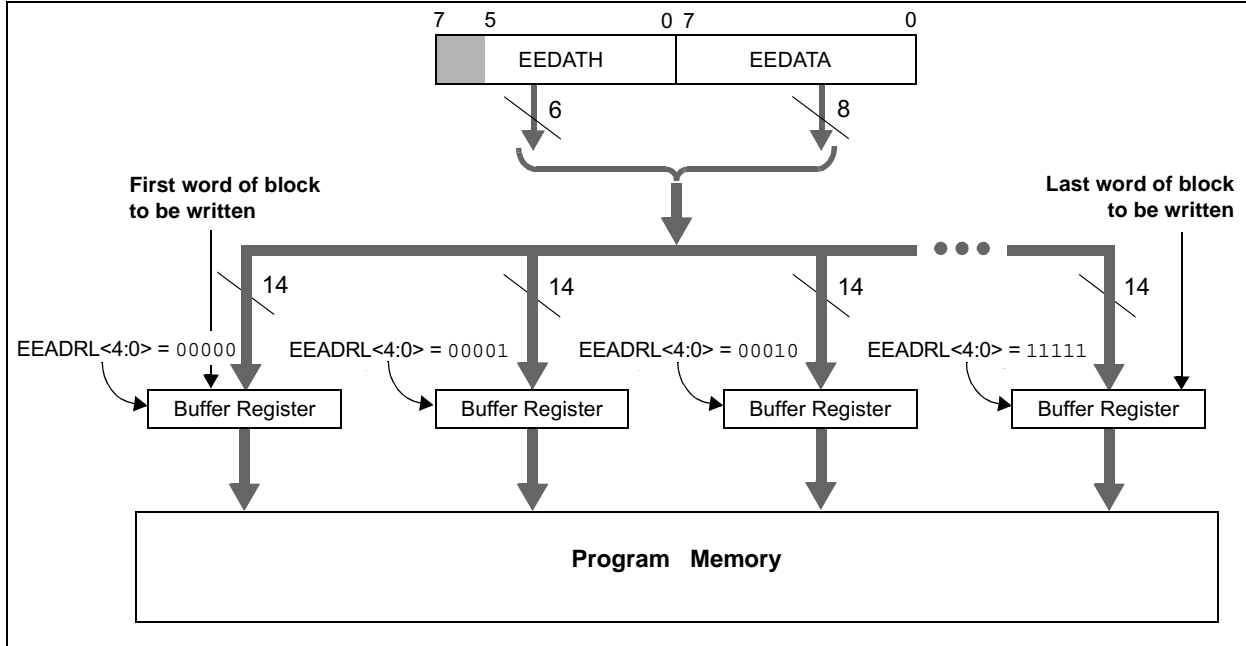 7 5 0 7 0
EEDATH EEDATA
6 8
First word of block
to be written
Last word of block
to be written
14 14 14 14
EEADRL<4:0> = 00000 EEADRL<4:0> = 00001 EEADRL<4:0> = 00010 EEADRL<4:0> = 11111
Buffer Register Buffer Register Buffer Register Buffer Register
Program Memory